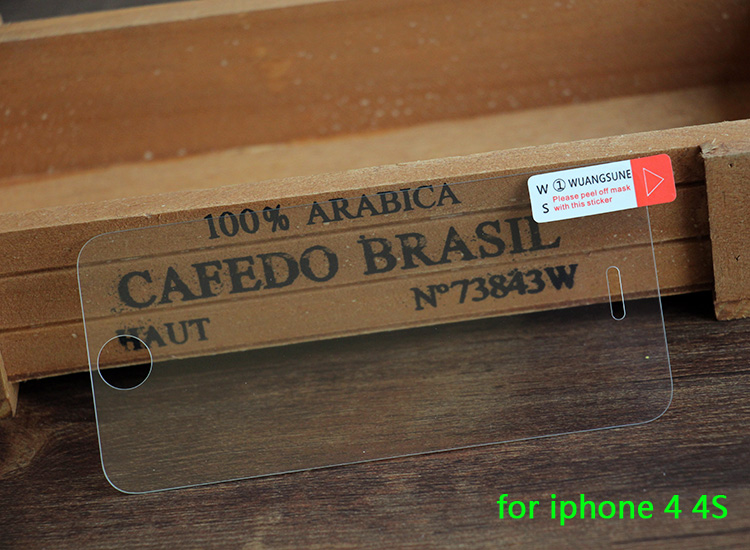 100% ARABICA
CAFEDO BRASIL
Nº73843W
HAUT
W S ① WUANGSUNE
Please peel off mask
with this sticker
for iphone 4 4S